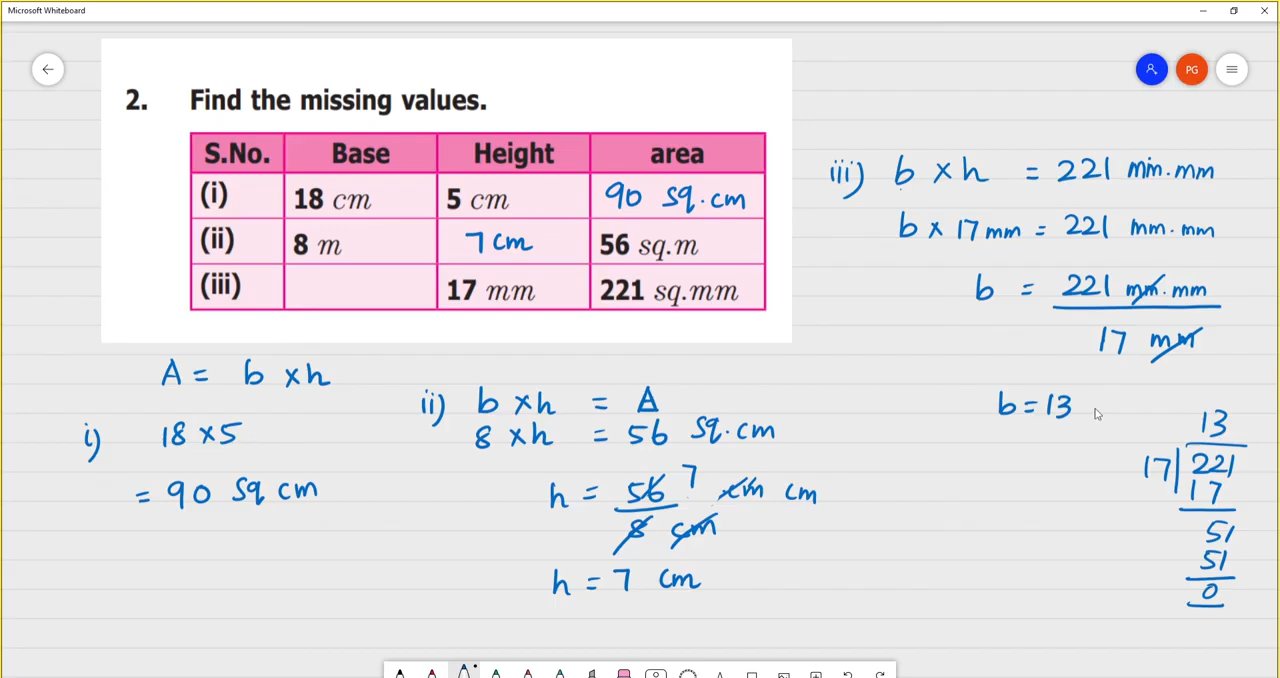 Microsoft Whiteboard
PG
2. Find the missing values.
S.No. Base Height area
(i) 18 cm 5 cm 90 sq.cm
(ii) 8 m 7 cm 56 sq.m
(iii) 17 mm 221 sq.mm
A = b × h
i) 18 × 5
= 90 sq cm
ii) b × h = A
8 × h = 56 sq.cm
h = 56 7 cm cm
8 cm
h = 7 cm
iii) b × h = 221 mm.mm
b × 17 mm = 221 mm.mm
b = 221 mm.mm
17 mm
b = 13
13
17 221
17
51
51
0